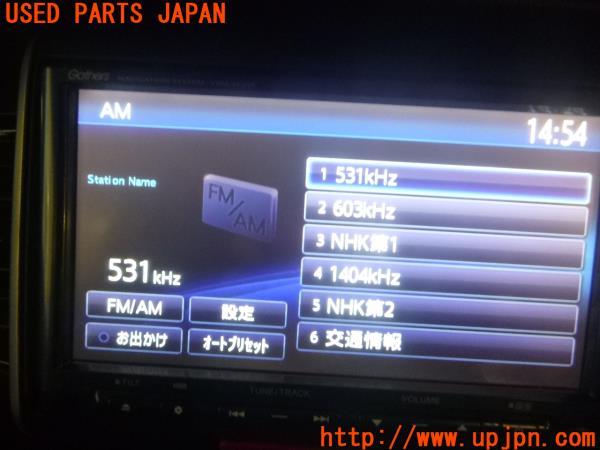 USED PARTS JAPAN
Gathers
AM
14:54
Station Name
FM/AM
531kHz
FM/AM
設定
お出かけ
オートプリセット
1 531kHz
2 603kHz
3 NHK第1
4 1404kHz
5 NHK第2
6 交通情報
TILT
TUNE/TRACK
VOLUME
http://www.upjpn.com